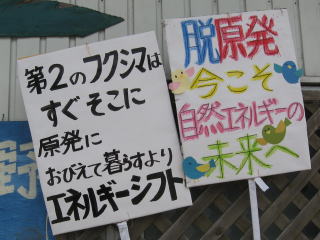 第2のフクシマは
すぐそこに
原発に
おびえて暮らすより
エネルギーシフト
脱原発
今こそ
自然エネルギーの
未来へ
野